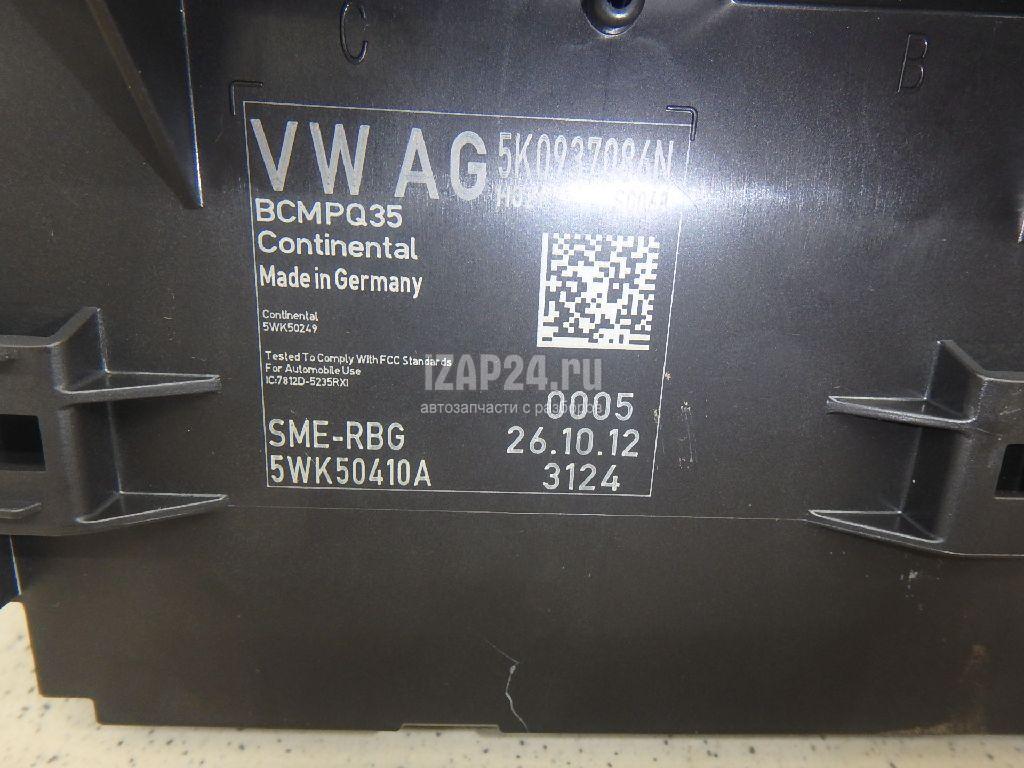 C
B
VW AG
5K0937086N
BCMPQ35
Continental
Made in Germany
Continental
5WK50249
Tested To Comply With FCC Standards
For Automobile Use
IC:7812D-5235RXI
IZAP24.ru
автозапчасти с разборов
0005
SME-RBG
26.10.12
5WK50410A
3124